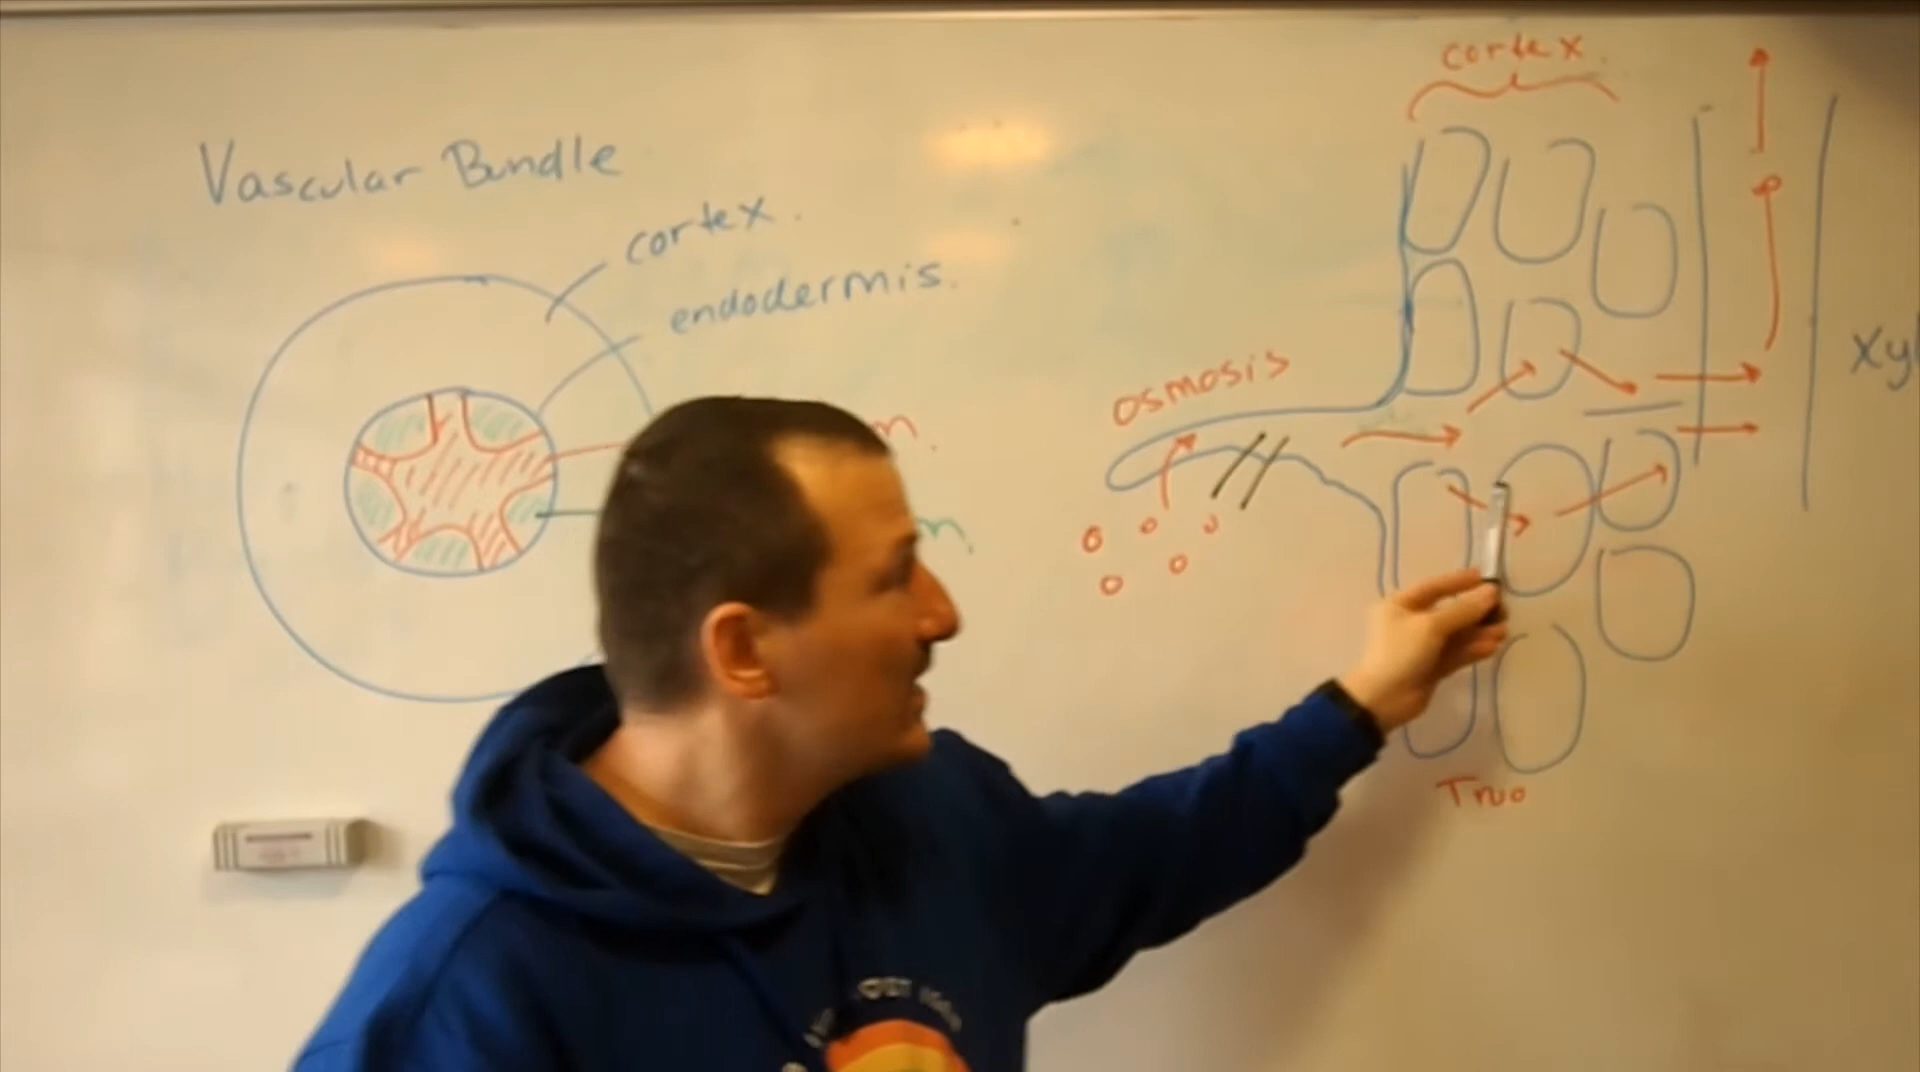 Vascular Bundle
cortex.
endodermis.
m.
m
osmosis
cortex.
xyl
Two